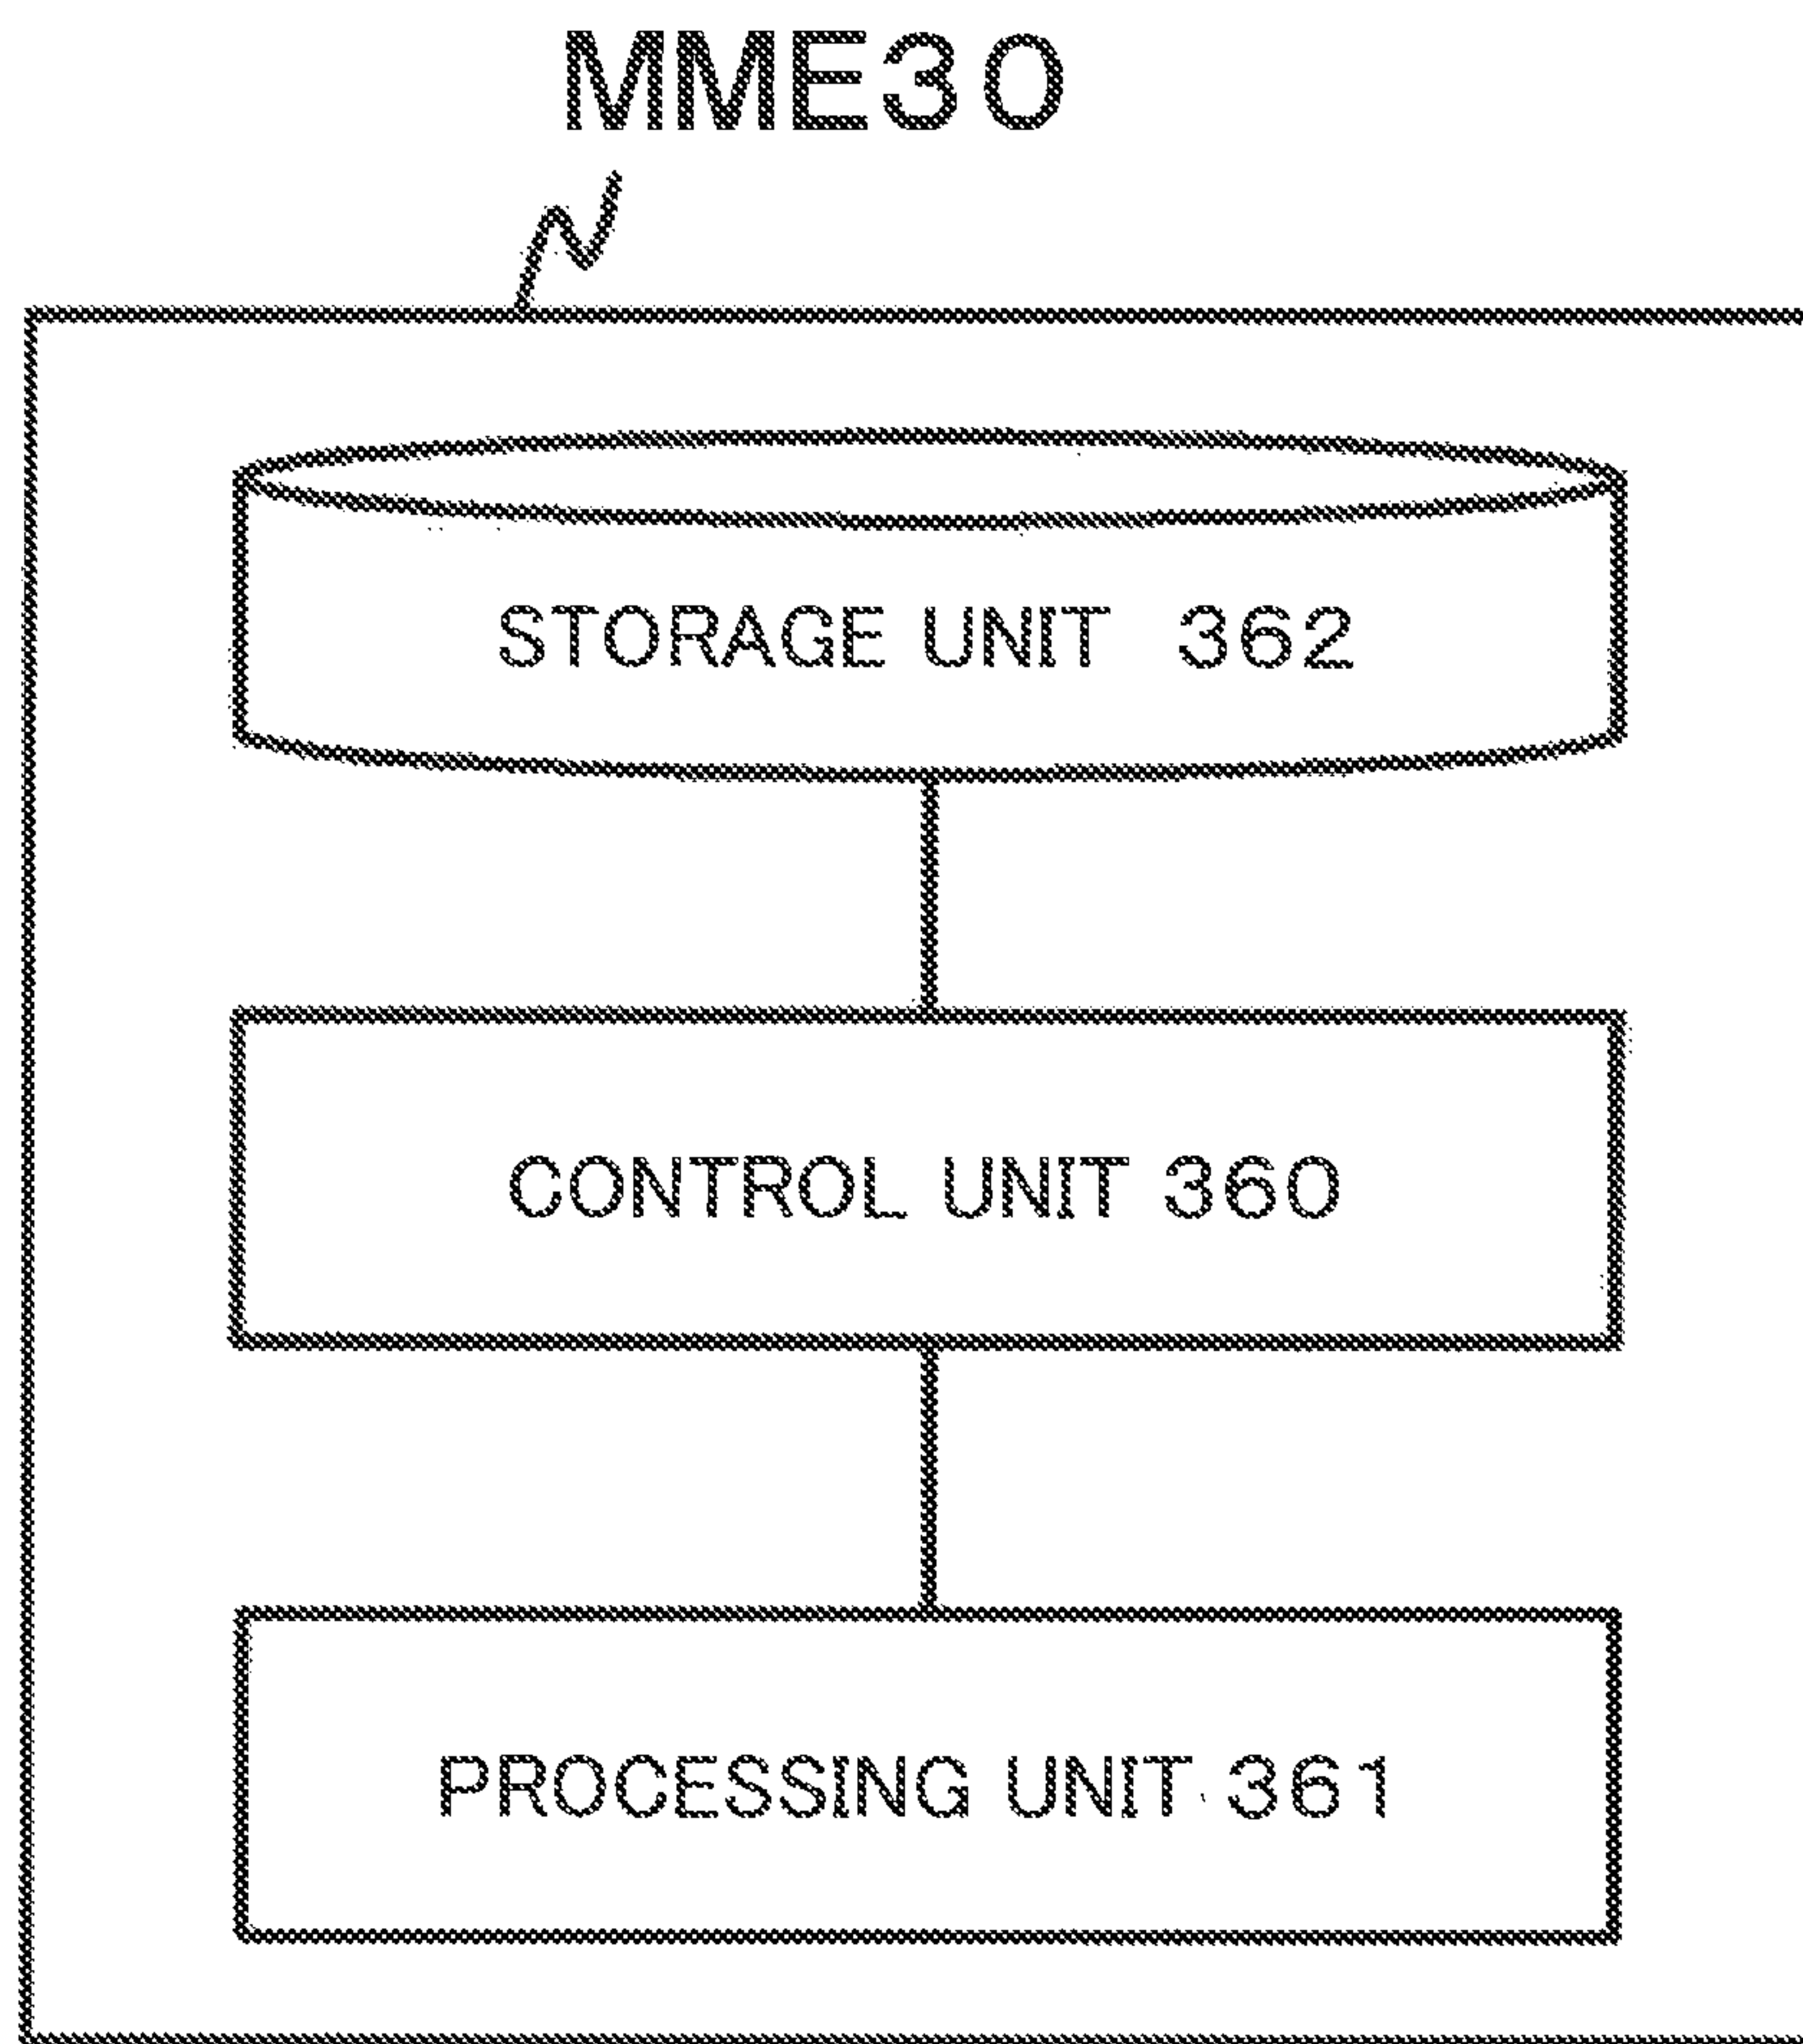 MME30
STORAGE UNIT 362
CONTROL UNIT 360
PROCESSING UNIT 361